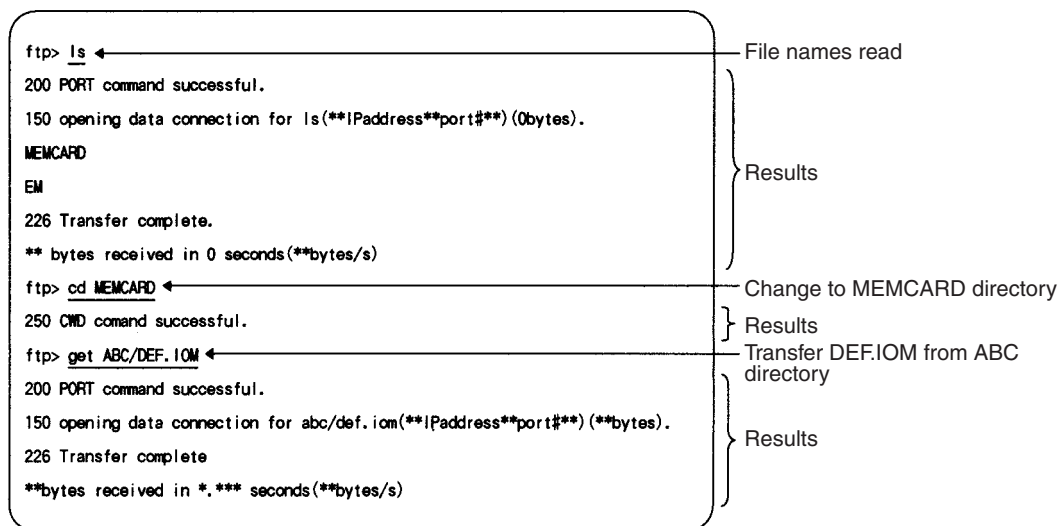 ftp> ls
File names read
200 PORT command successful.
150 opening data connection for ls(**IPaddress**port#**)(0bytes).
MEMCARD
EM
226 Transfer complete.
** bytes received in 0 seconds(**bytes/s)
Results
ftp> cd MEMCARD
Change to MEMCARD directory
250 CWD comand successful.
Results
ftp> get ABC/DEF.IOM
Transfer DEF.IOM from ABC
directory
200 PORT command successful.
150 opening data connection for abc/def.iom(**IPaddress**port#**)(**bytes).
226 Transfer complete
**bytes received in *.*** seconds(**bytes/s)
Results